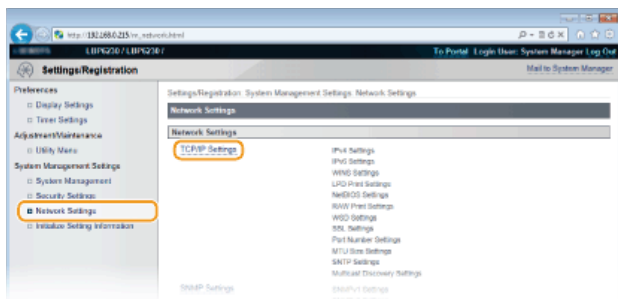 http://192.168.0.215/m_network.html
LBP6230 / LBP6230 /
To Portal Login User: System Manager Log Out
Settings/Registration
Mail to System Manager
Preferences
Display Settings
Timer Settings
Adjustment/Maintenance
Utility Menu
System Management Settings
System Management
Security Settings
Network Settings
Initialize Setting Information
Settings/Registration: System Management Settings: Network Settings
Network Settings
Network Settings
TCP/IP Settings
IPv4 Settings
IPv6 Settings
WINS Settings
LPD Print Settings
NetBIOS Settings
RAW Print Settings
WSD Settings
SSL Settings
Port Number Settings
MTU Size Settings
SNTP Settings
Multicast Discovery Settings
SNMP Settings
SNMPv1 Settings